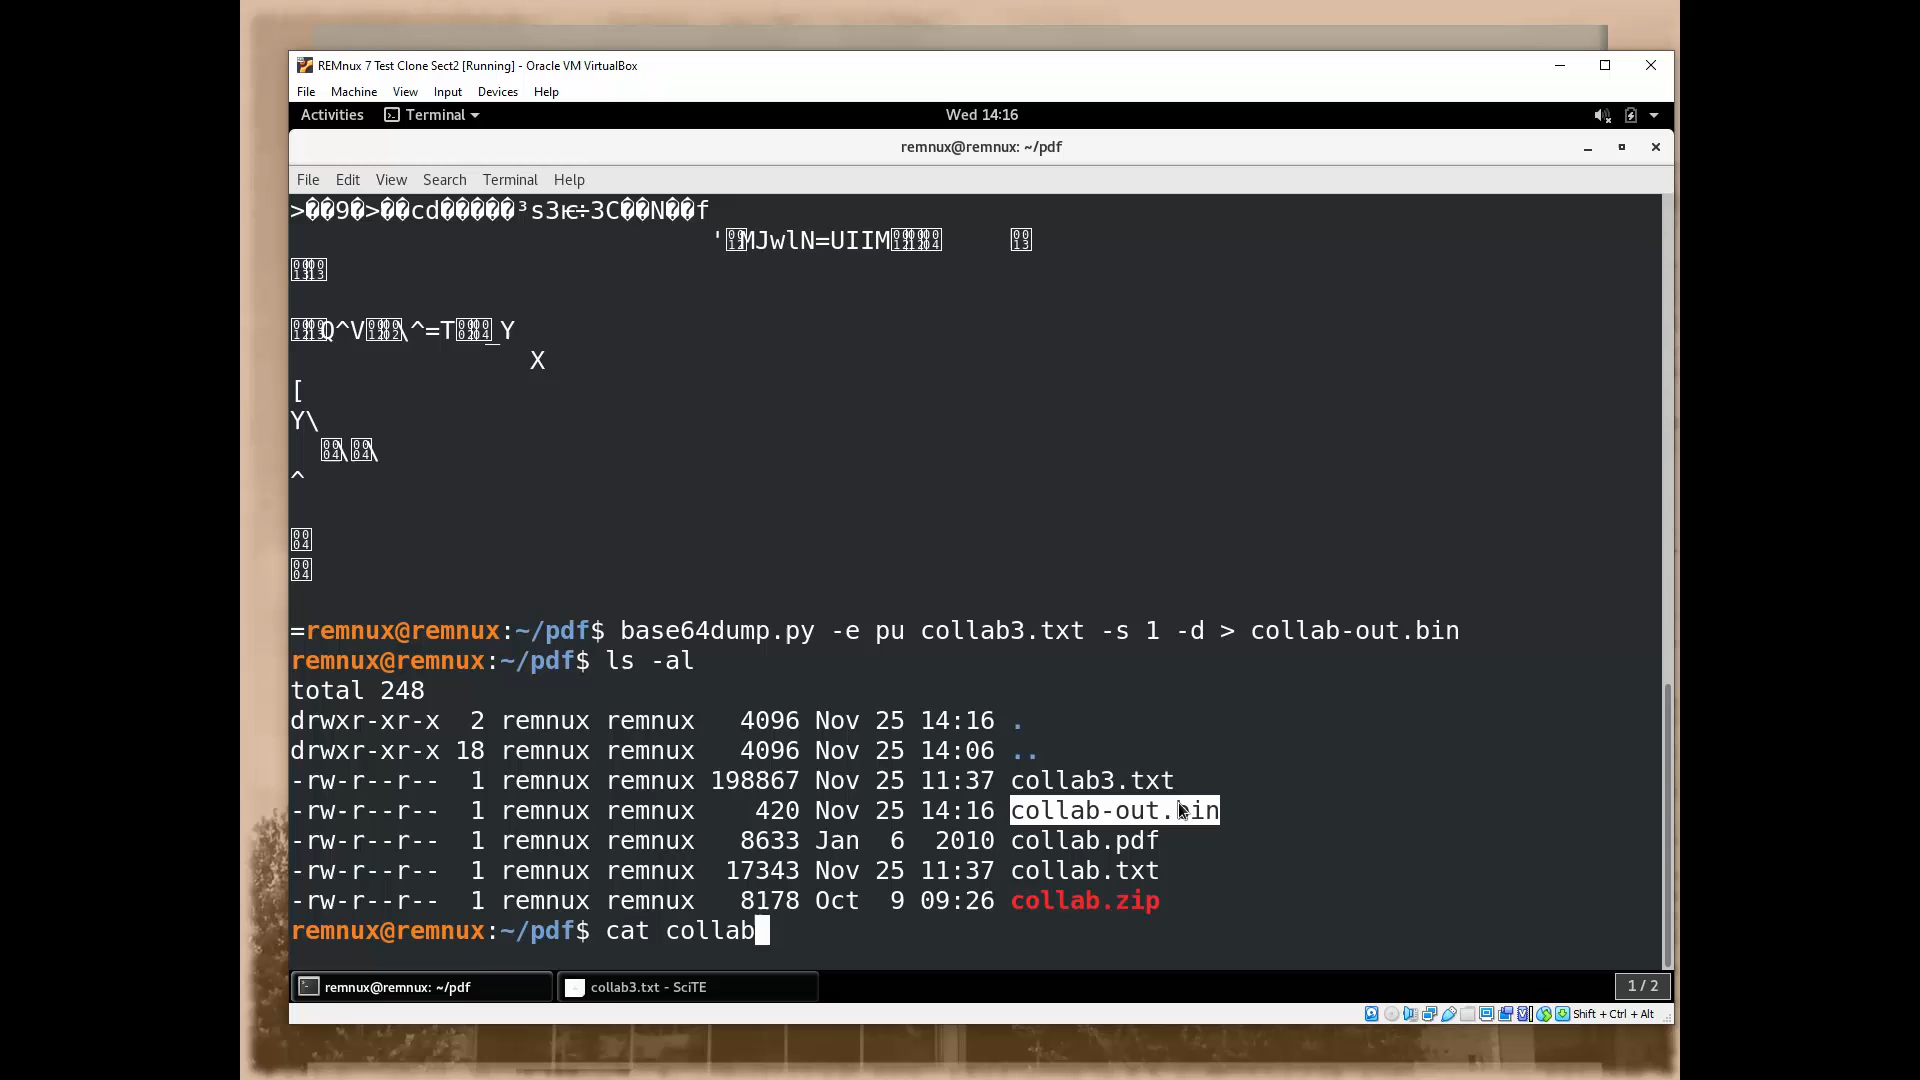 REMnux 7 Test Clone Sect2 [Running] - Oracle VM VirtualBox
File Machine View Input Devices Help
Activities Terminal Wed 14:16
remnux@remnux: ~/pdf
File Edit View Search Terminal Help
>��9�>��cd�����³s3ѥ÷3C��N��f
MJwlN=UIIM
Q^V \^=T _Y
X
[
Y\
\ \
^
=remnux@remnux:~/pdf$ base64dump.py -e pu collab3.txt -s 1 -d > collab-out.bin
remnux@remnux:~/pdf$ ls -al
total 248
drwxr-xr-x 2 remnux remnux 4096 Nov 25 14:16 .
drwxr-xr-x 18 remnux remnux 4096 Nov 25 14:06 ..
-rw-r--r-- 1 remnux remnux 198867 Nov 25 11:37 collab3.txt
-rw-r--r-- 1 remnux remnux 420 Nov 25 14:16 collab-out.bin
-rw-r--r-- 1 remnux remnux 8633 Jan 6 2010 collab.pdf
-rw-r--r-- 1 remnux remnux 17343 Nov 25 11:37 collab.txt
-rw-r--r-- 1 remnux remnux 8178 Oct 9 09:26 collab.zip
remnux@remnux:~/pdf$ cat collab
remnux@remnux: ~/pdf collab3.txt - SciTE 1 / 2
Shift + Ctrl + Alt